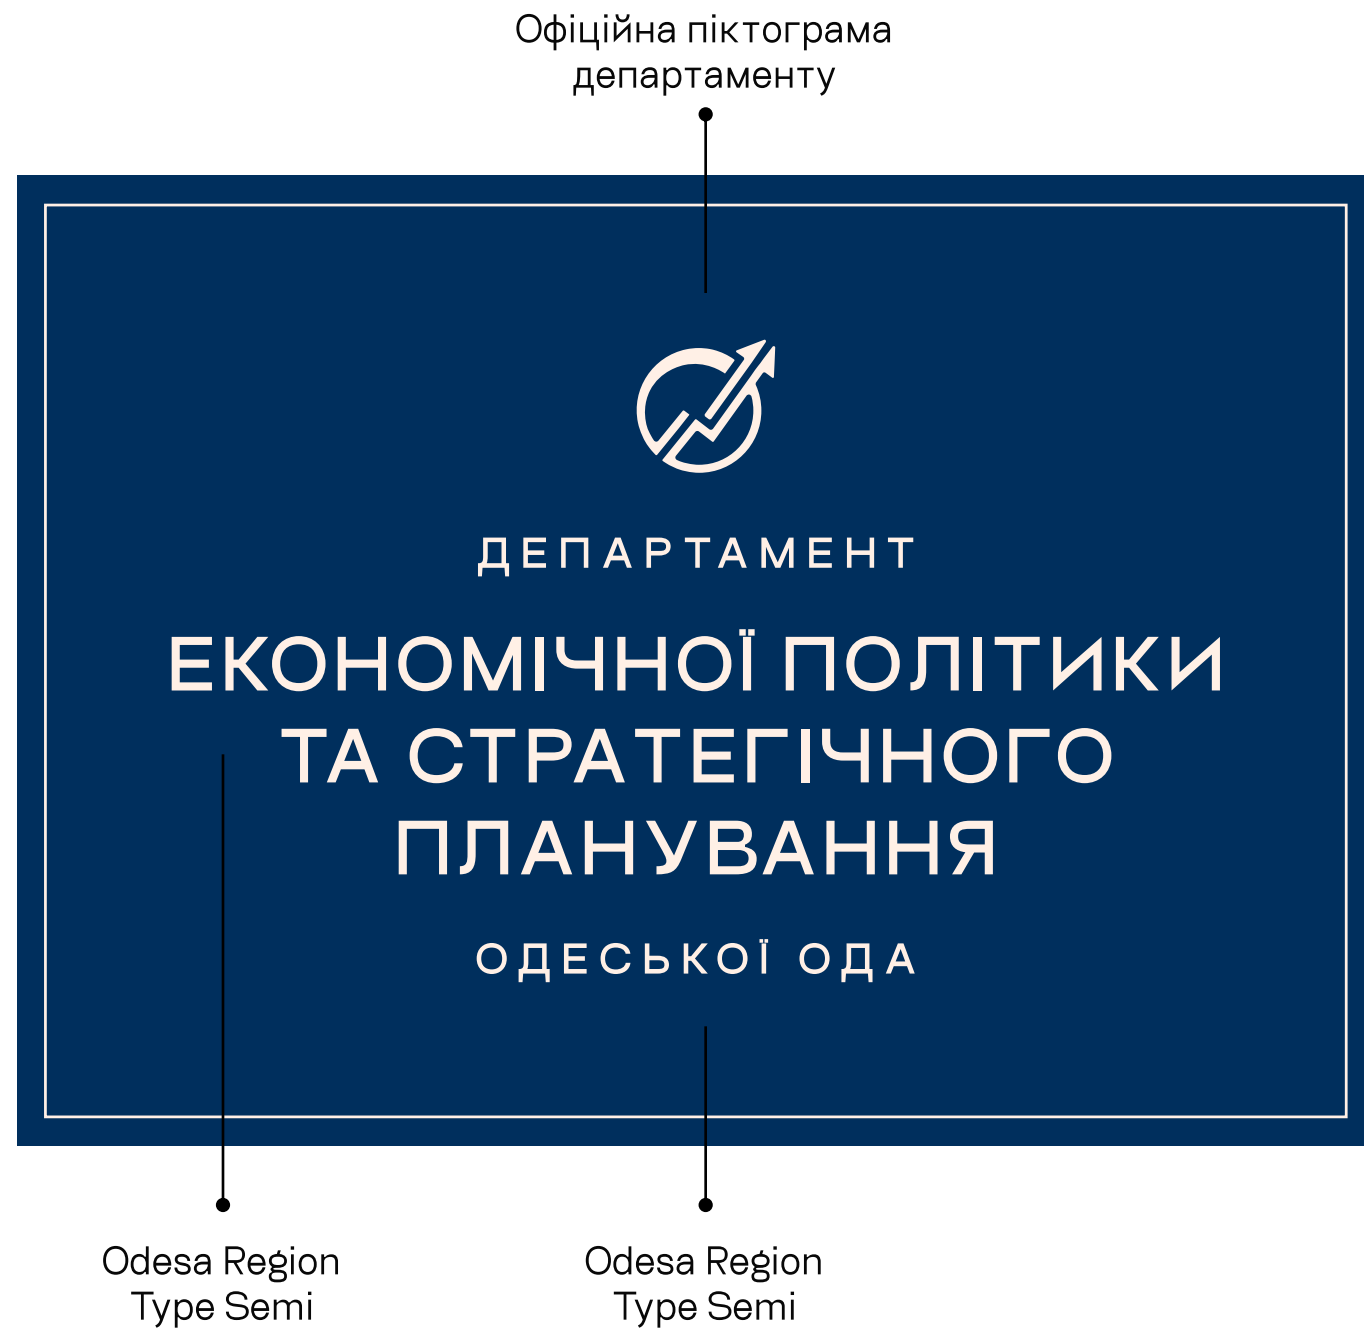 Офіційна піктограма
департаменту
ДЕПАРТАМЕНТ
ЕКОНОМІЧНОЇ ПОЛІТИКИ
ТА СТРАТЕГІЧНОГО
ПЛАНУВАННЯ
ОДЕСЬКОЇ ОДА
Odesa Region
Type Semi
Odesa Region
Type Semi